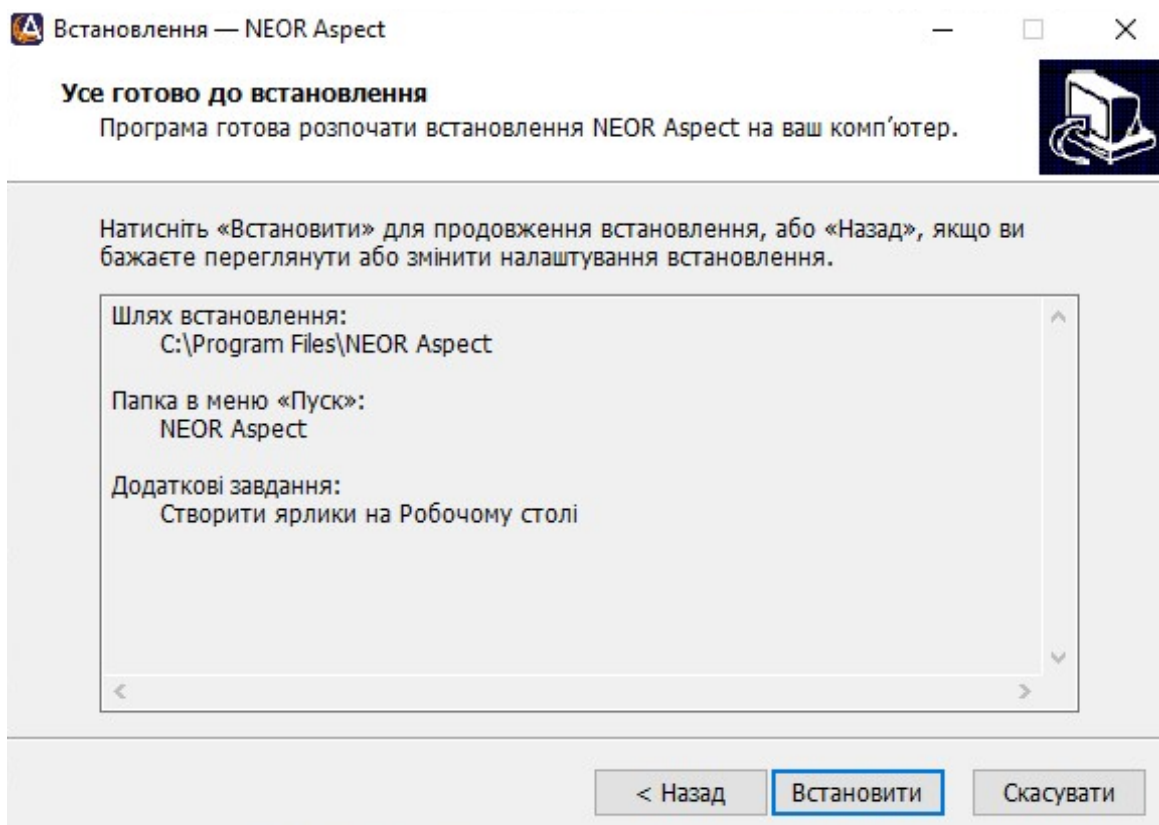 Встановлення — NEOR Aspect
Усе готово до встановлення
Програма готова розпочати встановлення NEOR Aspect на ваш комп’ютер.
Натисніть «Встановити» для продовження встановлення, або «Назад», якщо ви
бажаєте переглянути або змінити налаштування встановлення.
Шлях встановлення:
C:\Program Files\NEOR Aspect
Папка в меню «Пуск»:
NEOR Aspect
Додаткові завдання:
Створити ярлики на Робочому столі
< Назад
Встановити
Скасувати